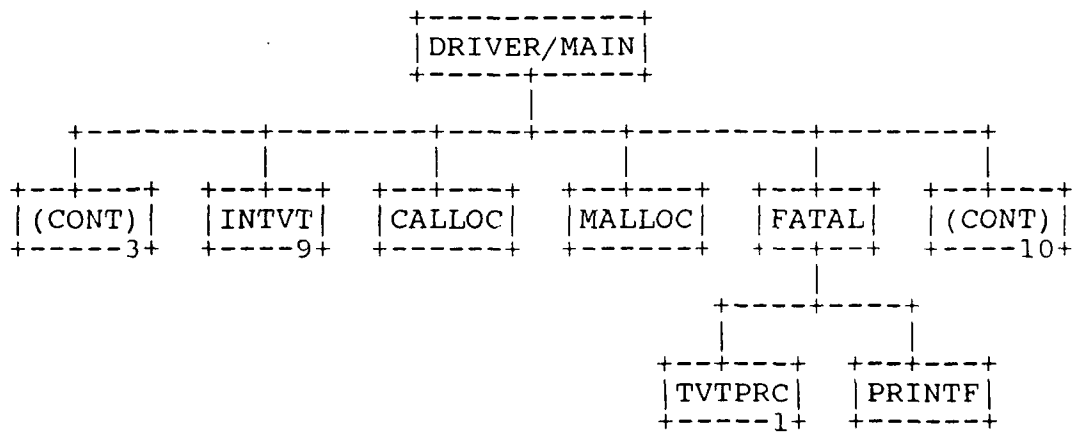 DRIVER/MAIN
(CONT) INTVT CALLOC MALLOC FATAL (CONT)
3 9 10
TVTPRC PRINTF
1